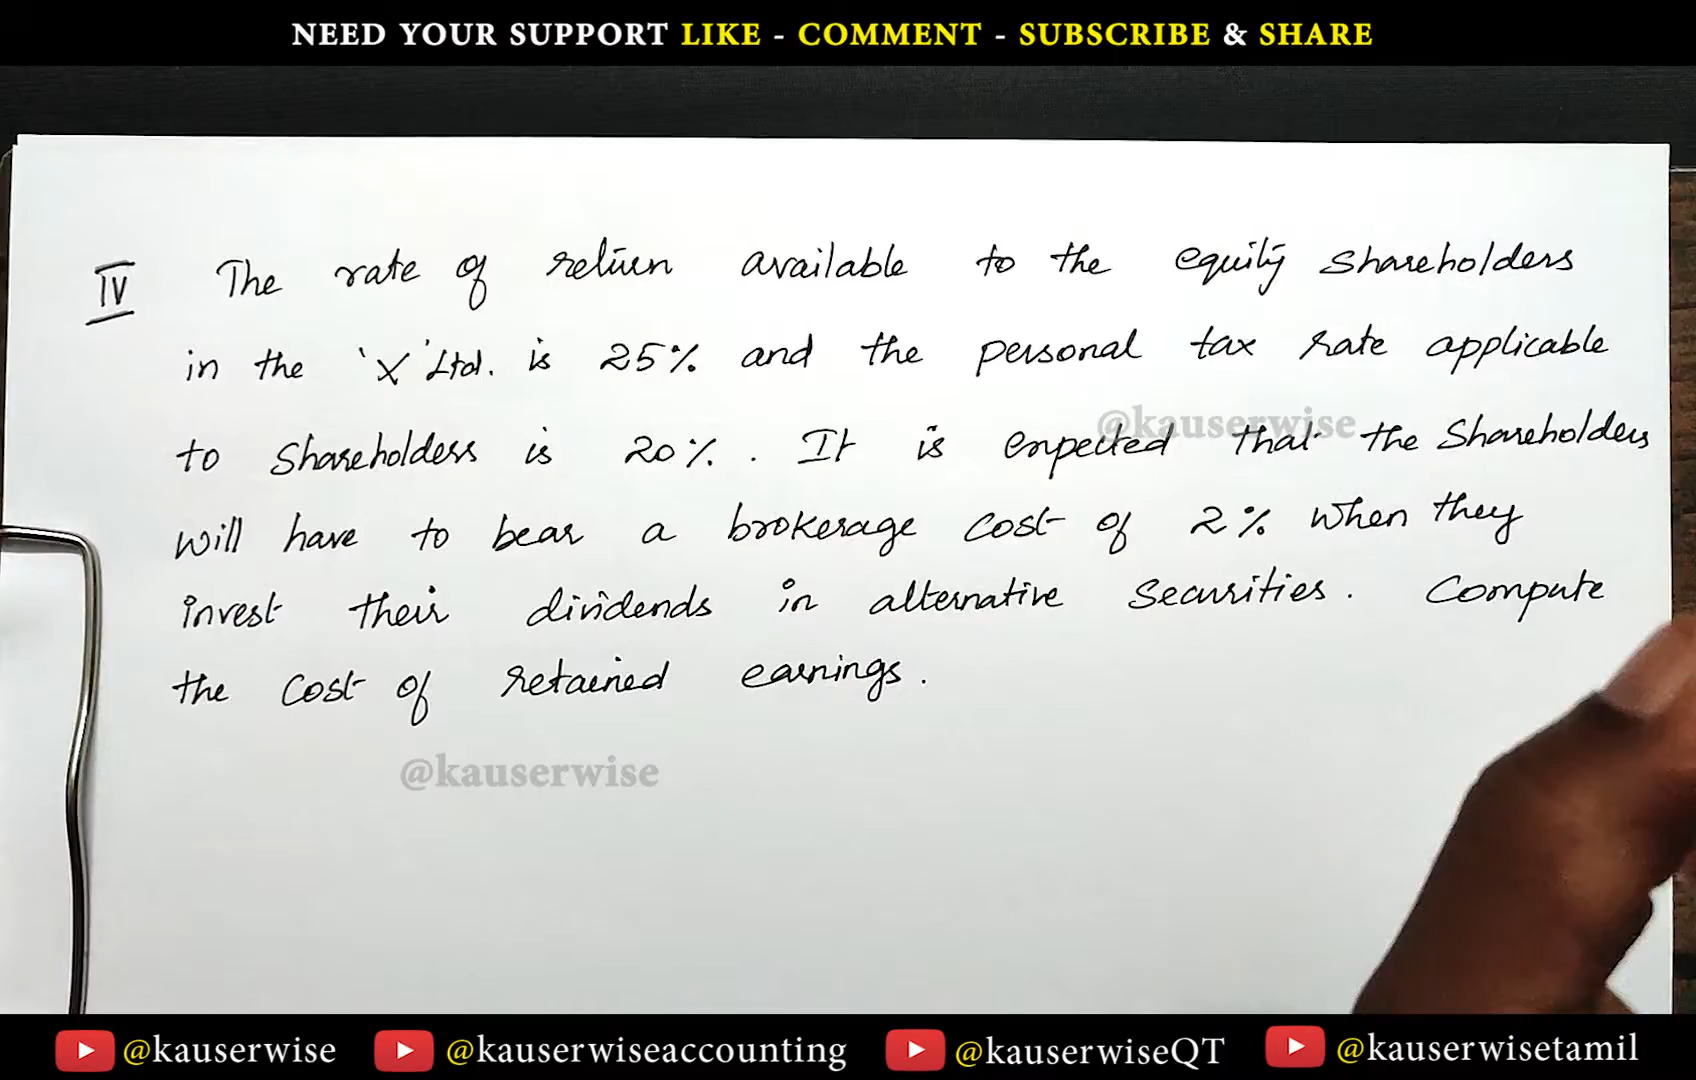 NEED YOUR SUPPORT LIKE - COMMENT - SUBSCRIBE & SHARE
IV The rate of return available to the equity shareholders
in the 'X' Ltd. is 25% and the personal tax rate applicable
@kauserwise
to shareholders is 20%. It is expected that the shareholders
will have to bear a brokerage cost of 2% when they
invest their dividends in alternative securities. Compute
the cost of retained earnings.
@kauserwise
@kauserwise @kauserwiseaccounting @kauserwiseQT @kauserwisetamil